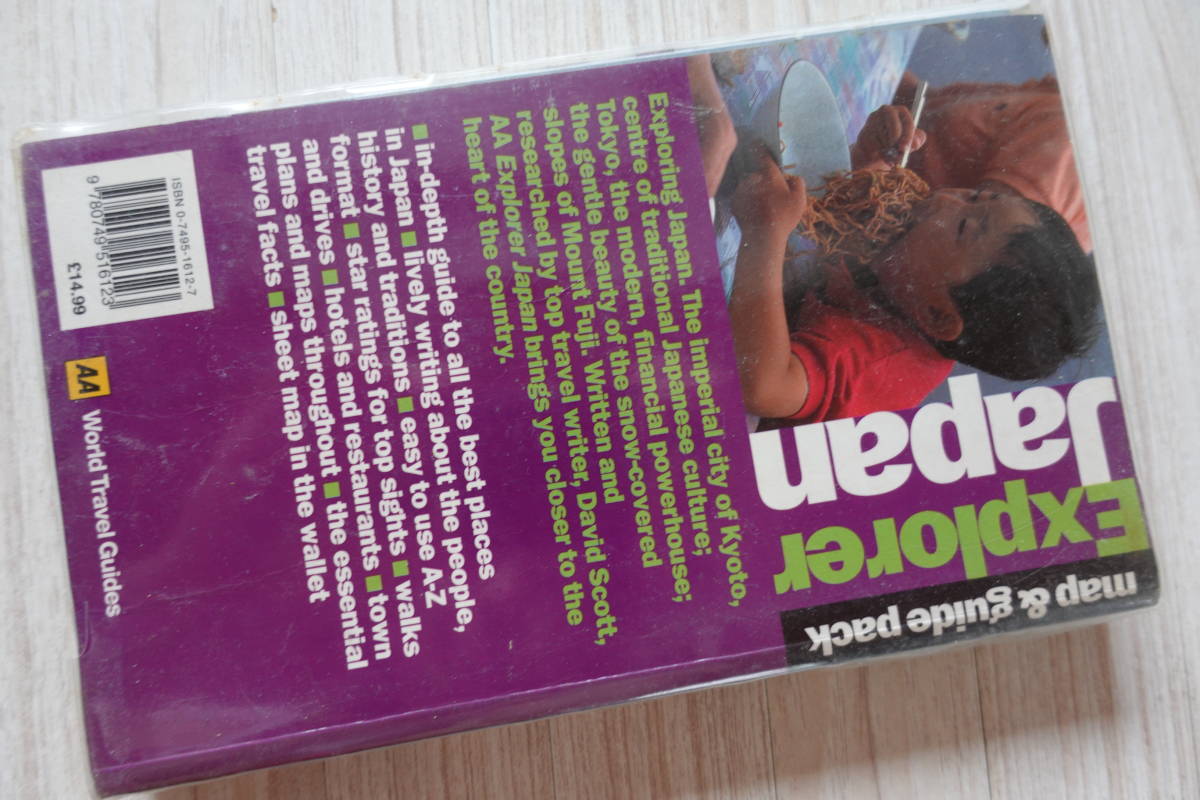 map & guide pack
Explorer
Japan
Exploring Japan. The imperial city of Kyoto,
centre of traditional Japanese culture;
Tokyo, the modern, financial powerhouse;
the gentle beauty of the snow-covered
slopes of Mount Fuji. Written and
researched by top travel writer, David Scott,
AA Explorer Japan brings you closer to the
heart of the country.
■ in-depth guide to all the best places
in Japan ■ lively writing about the people,
history and traditions ■ easy to use A-Z
format ■ star ratings for top sights ■ walks
and drives ■ hotels and restaurants ■ town
plans and maps throughout ■ the essential
travel facts ■ sheet map in the wallet
ISBN 0-7495-1612-7
9 780749 516123
£14.99
AA World Travel Guides